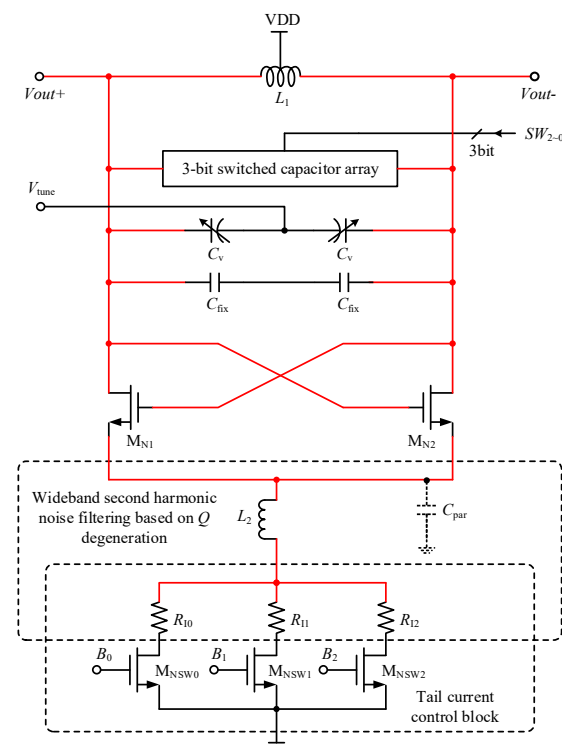 VDD
Vout+
L1
Vout-
SW2~0
3bit
3-bit switched capacitor array
Vtune
Cv
Cv
Cfix
Cfix
MN1
MN2
Wideband second harmonic
noise filtering based on Q
degeneration
L2
Cpar
RI0
RI1
RI2
B0
B1
B2
MNSW0
MNSW1
MNSW2
Tail current
control block